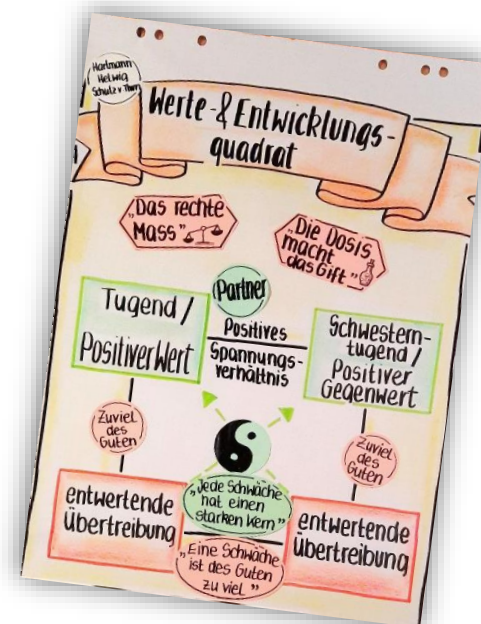 Hartmann
Helwig
Schulz v. Thun
Werte-&Entwicklungs-
quadrat
„Das rechte
Mass"
„Die Dosis
macht
das Gift"
Partner
Tugend /
Positiver Wert
Positives
Spannungs-
verhältnis
Schwestern-
tugend /
Positiver
Gegenwert
Zuviel
des
Guten
Zuviel
des
Guten
entwertende
Übertreibung
„Jede Schwäche
hat einen
starken Kern"
„Eine Schwäche
ist des Guten
zu viel"
entwertende
Übertreibung